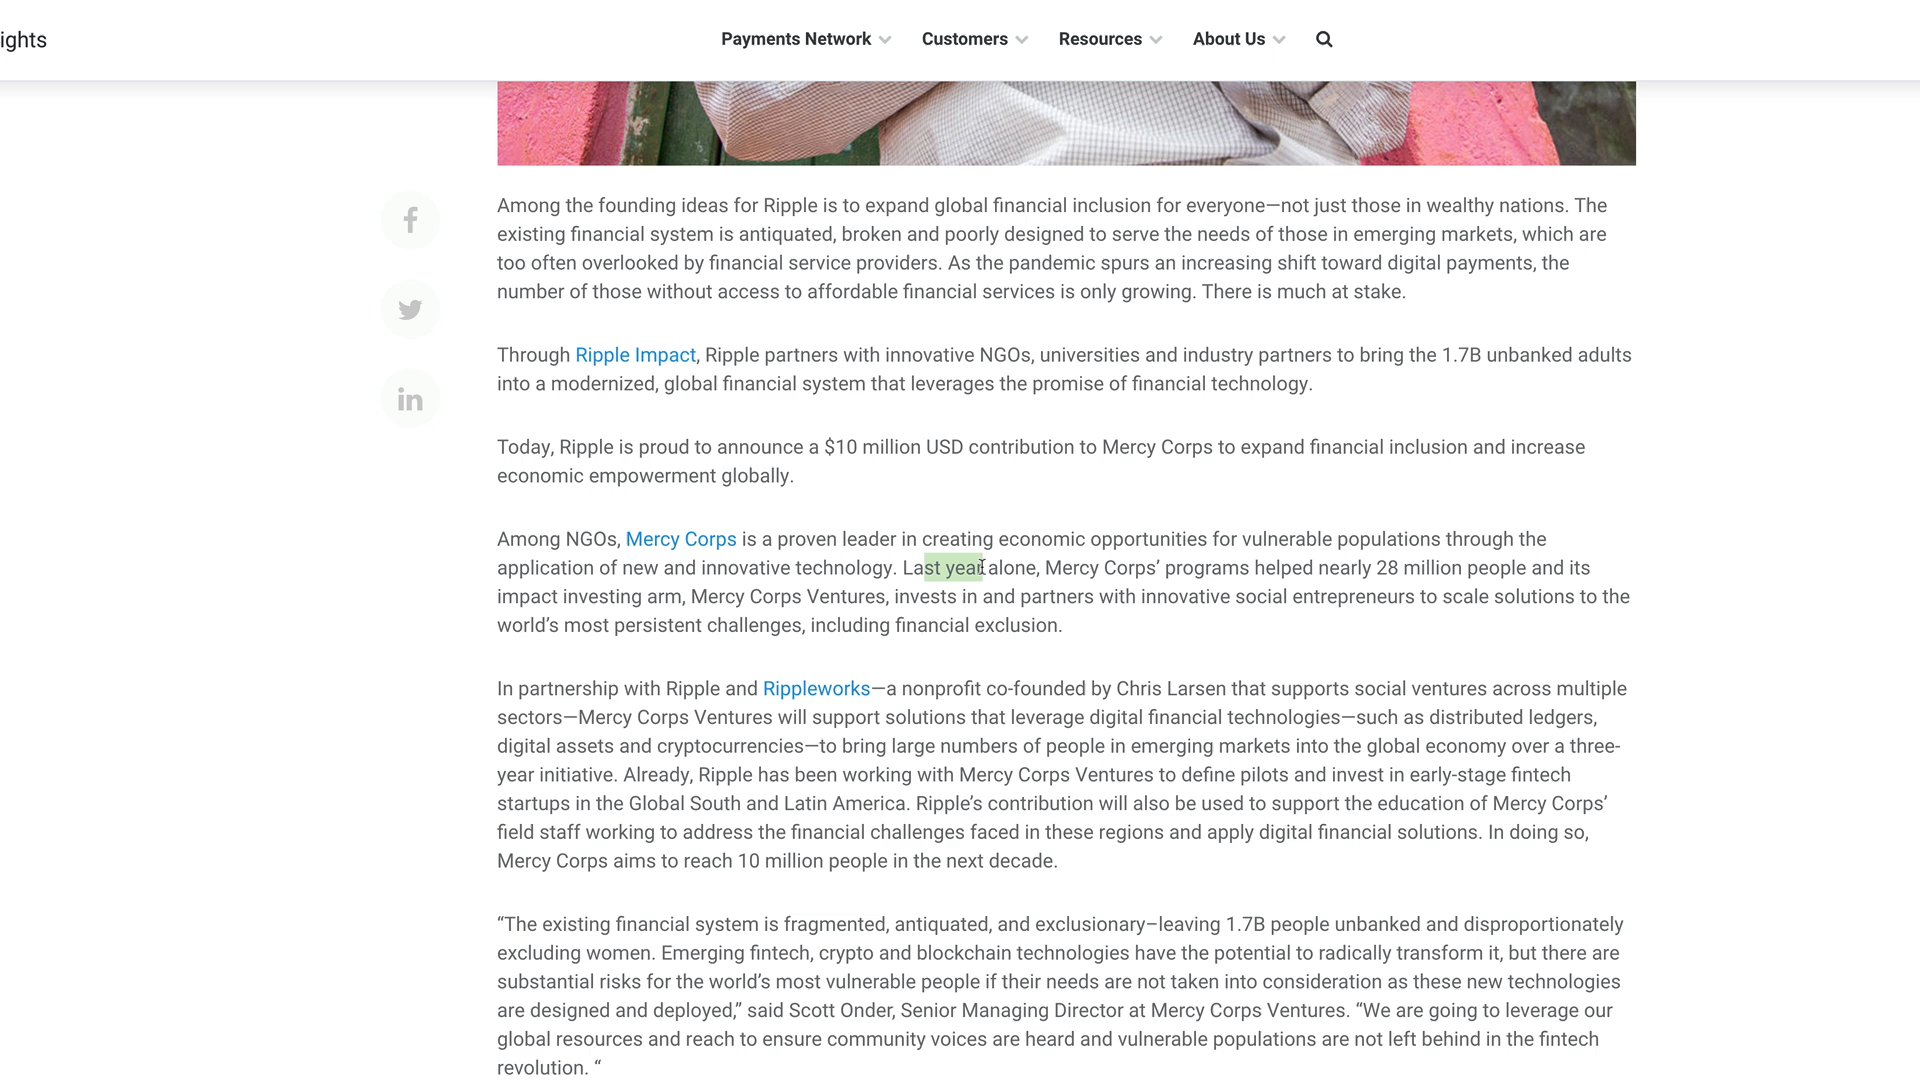 ights
Payments Network
Customers
Resources
About Us
Among the founding ideas for Ripple is to expand global financial inclusion for everyone—not just those in wealthy nations. The
existing financial system is antiquated, broken and poorly designed to serve the needs of those in emerging markets, which are
too often overlooked by financial service providers. As the pandemic spurs an increasing shift toward digital payments, the
number of those without access to affordable financial services is only growing. There is much at stake.
Through Ripple Impact, Ripple partners with innovative NGOs, universities and industry partners to bring the 1.7B unbanked adults
into a modernized, global financial system that leverages the promise of financial technology.
Today, Ripple is proud to announce a $10 million USD contribution to Mercy Corps to expand financial inclusion and increase
economic empowerment globally.
Among NGOs, Mercy Corps is a proven leader in creating economic opportunities for vulnerable populations through the
application of new and innovative technology. Last year alone, Mercy Corps’ programs helped nearly 28 million people and its
impact investing arm, Mercy Corps Ventures, invests in and partners with innovative social entrepreneurs to scale solutions to the
world’s most persistent challenges, including financial exclusion.
In partnership with Ripple and Rippleworks—a nonprofit co-founded by Chris Larsen that supports social ventures across multiple
sectors—Mercy Corps Ventures will support solutions that leverage digital financial technologies—such as distributed ledgers,
digital assets and cryptocurrencies—to bring large numbers of people in emerging markets into the global economy over a three-
year initiative. Already, Ripple has been working with Mercy Corps Ventures to define pilots and invest in early-stage fintech
startups in the Global South and Latin America. Ripple’s contribution will also be used to support the education of Mercy Corps’
field staff working to address the financial challenges faced in these regions and apply digital financial solutions. In doing so,
Mercy Corps aims to reach 10 million people in the next decade.
“The existing financial system is fragmented, antiquated, and exclusionary–leaving 1.7B people unbanked and disproportionately
excluding women. Emerging fintech, crypto and blockchain technologies have the potential to radically transform it, but there are
substantial risks for the world’s most vulnerable people if their needs are not taken into consideration as these new technologies
are designed and deployed,” said Scott Onder, Senior Managing Director at Mercy Corps Ventures. “We are going to leverage our
global resources and reach to ensure community voices are heard and vulnerable populations are not left behind in the fintech
revolution. “